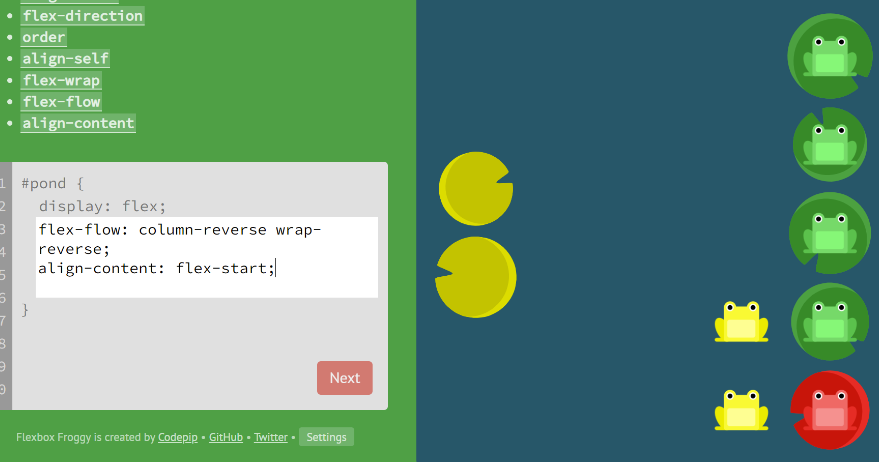 flex-direction
order
align-self
flex-wrap
flex-flow
align-content
1 #pond {
2 display: flex;
3 flex-flow: column-reverse wrap-
4 reverse;
5 align-content: flex-start;
6 }
7
8
9 Next
0
Flexbox Froggy is created by Codepip • GitHub • Twitter • Settings